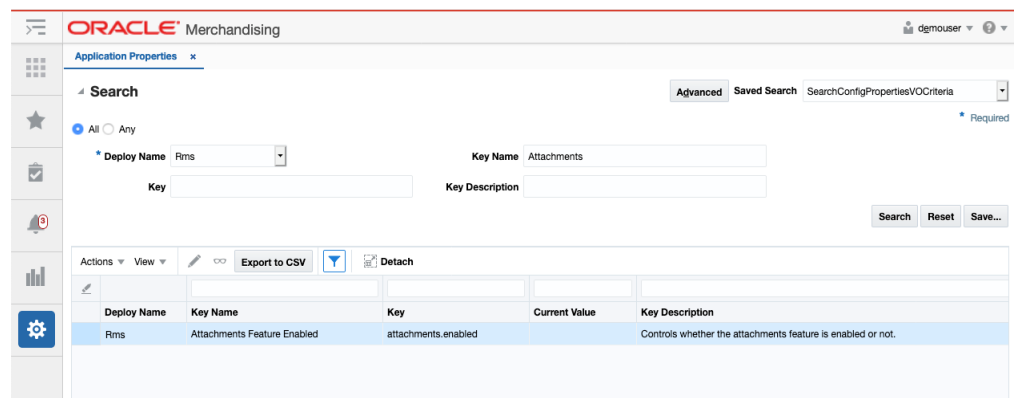 ORACLE® Merchandising
demouser
Application Properties ×
Search
Advanced Saved Search SearchConfigPropertiesVOCriteria
* Required
All Any
* Deploy Name Rms Key Name Attachments
Key Key Description
3
Search Reset Save...
Actions View Export to CSV Detach
Deploy Name Key Name Key Current Value Key Description
Rms Attachments Feature Enabled attachments.enabled Controls whether the attachments feature is enabled or not.